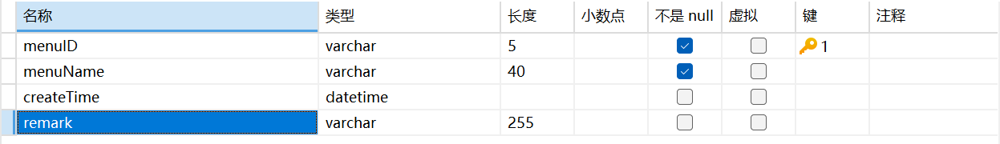 名称 类型 长度 小数点 不是 null 虚拟 键 注释
menuID varchar 5 1
menuName varchar 40
createTime datetime
remark varchar 255